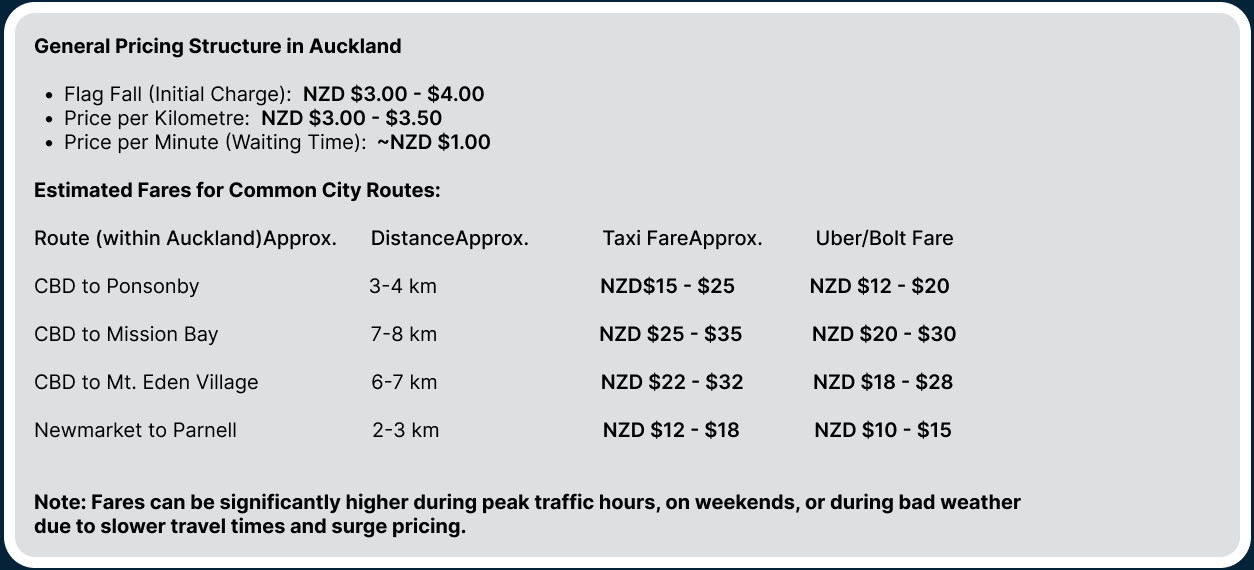 General Pricing Structure in Auckland
• Flag Fall (Initial Charge): NZD $3.00 - $4.00
• Price per Kilometre: NZD $3.00 - $3.50
• Price per Minute (Waiting Time): ~NZD $1.00
Estimated Fares for Common City Routes:
Route (within Auckland)Approx. DistanceApprox. Taxi FareApprox. Uber/Bolt Fare
CBD to Ponsonby 3-4 km NZD$15 - $25 NZD $12 - $20
CBD to Mission Bay 7-8 km NZD $25 - $35 NZD $20 - $30
CBD to Mt. Eden Village 6-7 km NZD $22 - $32 NZD $18 - $28
Newmarket to Parnell 2-3 km NZD $12 - $18 NZD $10 - $15
Note: Fares can be significantly higher during peak traffic hours, on weekends, or during bad weather
due to slower travel times and surge pricing.